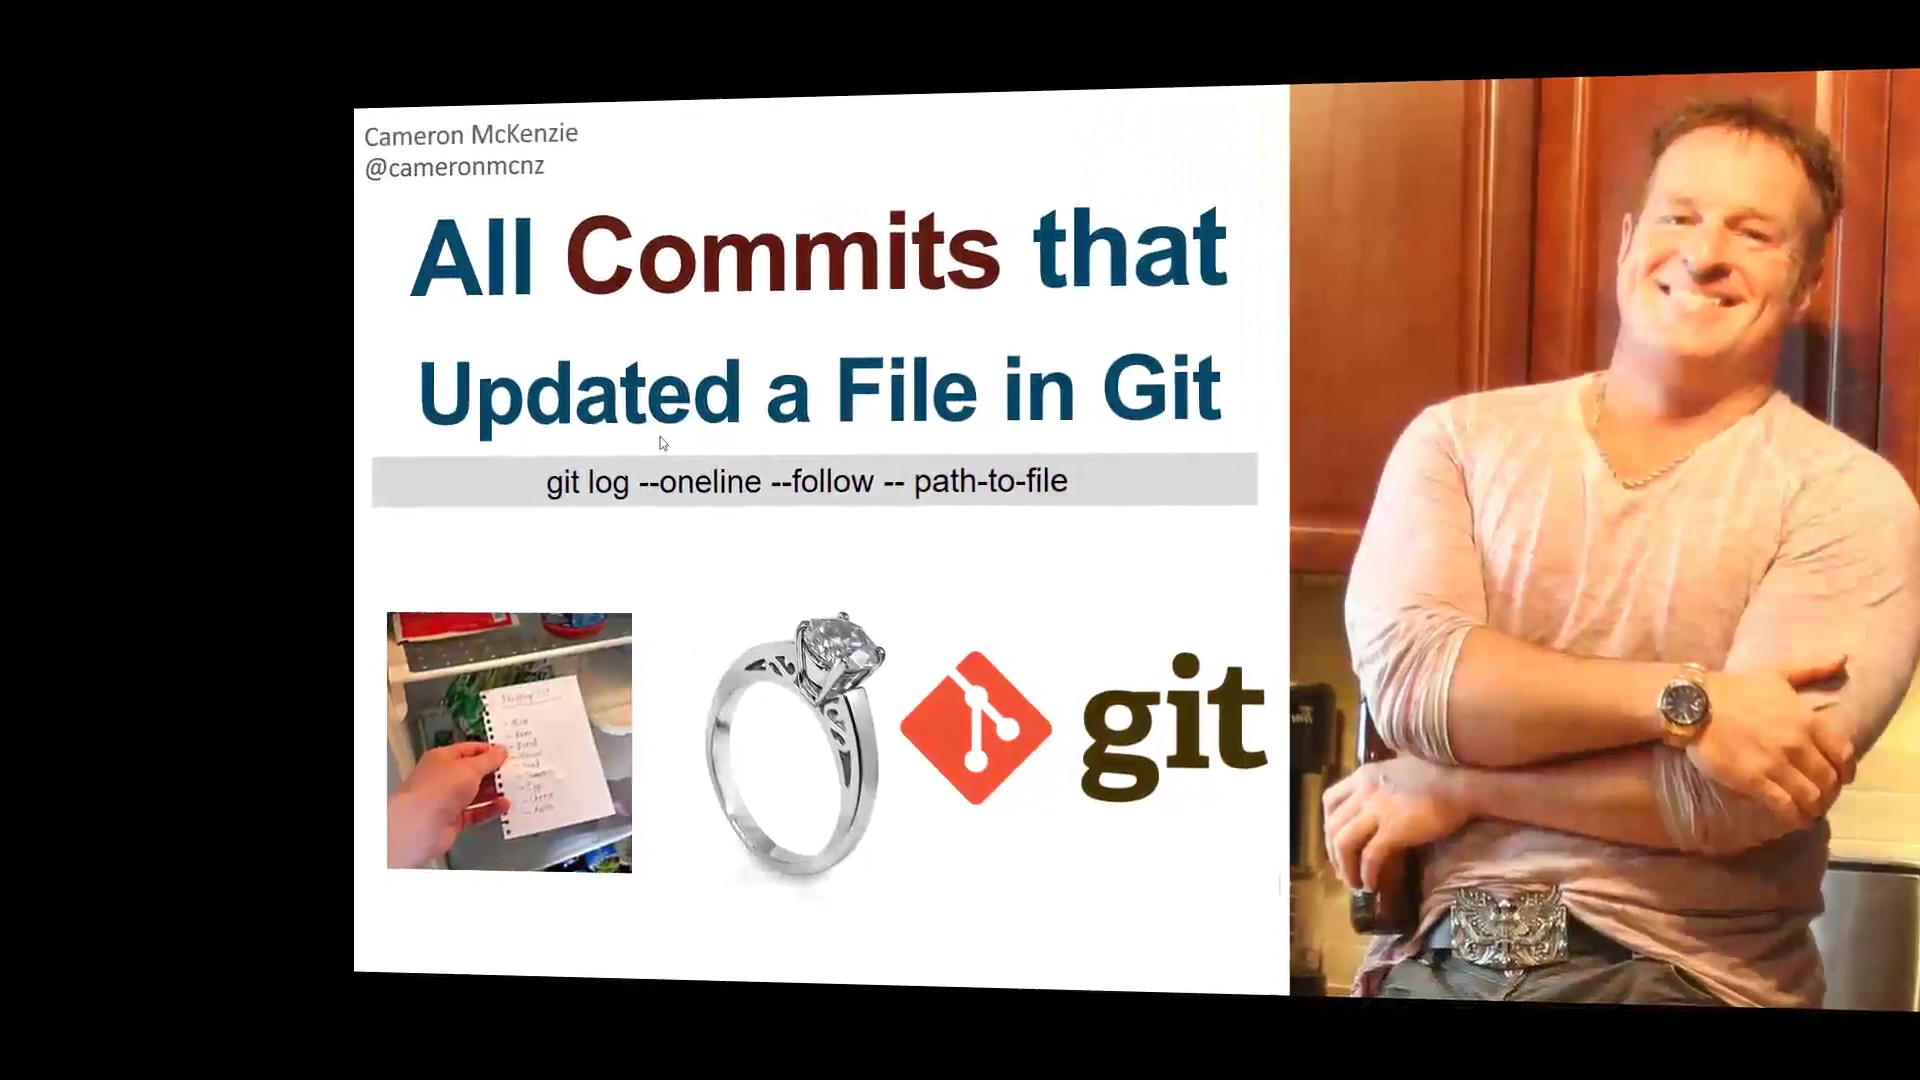 Cameron McKenzie
@cameronmcnz
All Commits that
Updated a File in Git
git log --oneline --follow -- path-to-file
git